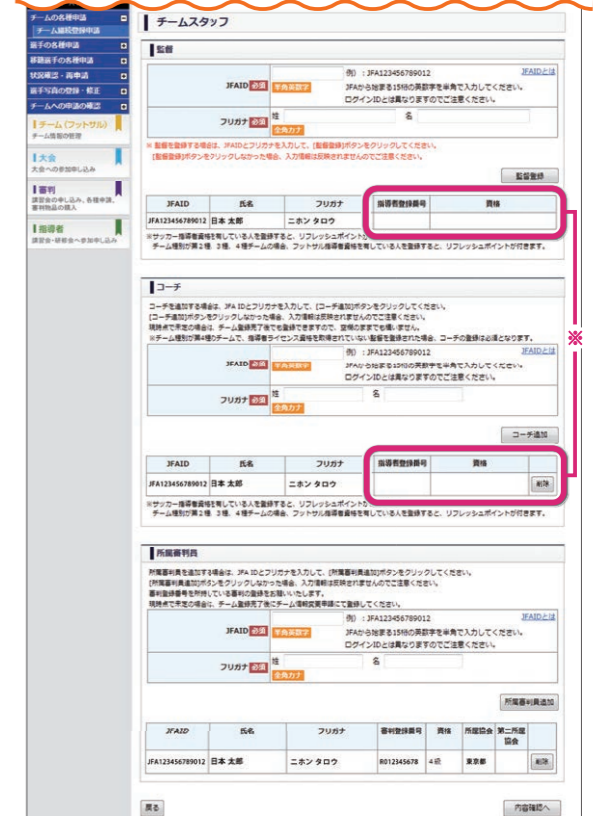 チームの各種申請
チーム継続登録申請
選手の各種申請
移籍選手の各種申請
状況確認・再申請
選手写真の登録・修正
チームへの申請の確認
チーム (フットサル)
チーム情報の管理
大会
大会への参加申し込み
審判
講習会の申し込み、各種申請、
審判物品の購入
指導者
講習会・研修会へ参加申し込み
チームスタッフ
監督
例) : JFA123456789012
JFAIDとは
JFAID 必須 半角英数字 JFAから始まる15桁の英数字を半角で入力してください。
ログインIDとは異なりますのでご注意ください。
フリガナ 必須 姓 名
全角カナ
※ 監督を登録する場合は、JFAIDとフリガナを入力して、[監督登録]ボタンをクリックしてください。
[監督登録]ボタンをクリックしなかった場合、入力情報は反映されませんのでご注意ください。
監督登録
JFAID 氏名 フリガナ 指導者登録番号 資格
JFA123456789012 日本 太郎 ニホン タロウ
※サッカー指導者資格を有している人を登録すると、リフレッシュポイントが
チーム種別が第2種、3種、4種チームの場合、フットサル指導者資格を有している人を登録すると、リフレッシュポイントが付きます。
※
コーチ
コーチを追加する場合は、JFA IDとフリガナを入力して、[コーチ追加]ボタンをクリックしてください。
[コーチ追加]ボタンをクリックしなかった場合、入力情報は反映されませんのでご注意ください。
現時点で未定の場合は、チーム登録完了後でも登録できますので、空欄のままでも構いません。
※チーム種別が第4種のチームで、指導者ライセンス資格を取得されていない監督を登録された場合、コーチの登録は必須となります。
例) : JFA123456789012
JFAIDとは
JFAID 必須 半角英数字 JFAから始まる15桁の英数字を半角で入力してください。
ログインIDとは異なりますのでご注意ください。
フリガナ 必須 姓 名
全角カナ
コーチ追加
JFAID 氏名 フリガナ 指導者登録番号 資格
JFA123456789012 日本 太郎 ニホン タロウ 削除
※サッカー指導者資格を有している人を登録すると、リフレッシュポイントが
チーム種別が第2種、3種、4種チームの場合、フットサル指導者資格を有している人を登録すると、リフレッシュポイントが付きます。
所属審判員
所属審判員を追加する場合は、JFA IDとフリガナを入力して、[所属審判員追加]ボタンをクリックしてください。
[所属審判員追加]ボタンをクリックしなかった場合、入力情報は反映されませんのでご注意ください。
審判登録番号を所持している審判の登録をお願いいたします。
現時点で未定の場合は、チーム登録完了後にチーム情報変更申請にて登録してください。
例) : JFA123456789012
JFAIDとは
JFAID 必須 半角英数字 JFAから始まる15桁の英数字を半角で入力してください。
ログインIDとは異なりますのでご注意ください。
フリガナ 必須 姓 名
全角カナ
所属審判員追加
JFAID 氏名 フリガナ 審判登録番号 資格 所属協会 第二所属
協会
JFA123456789012 日本 太郎 ニホン タロウ R012345678 4級 東京都 削除
戻る 内容確認へ